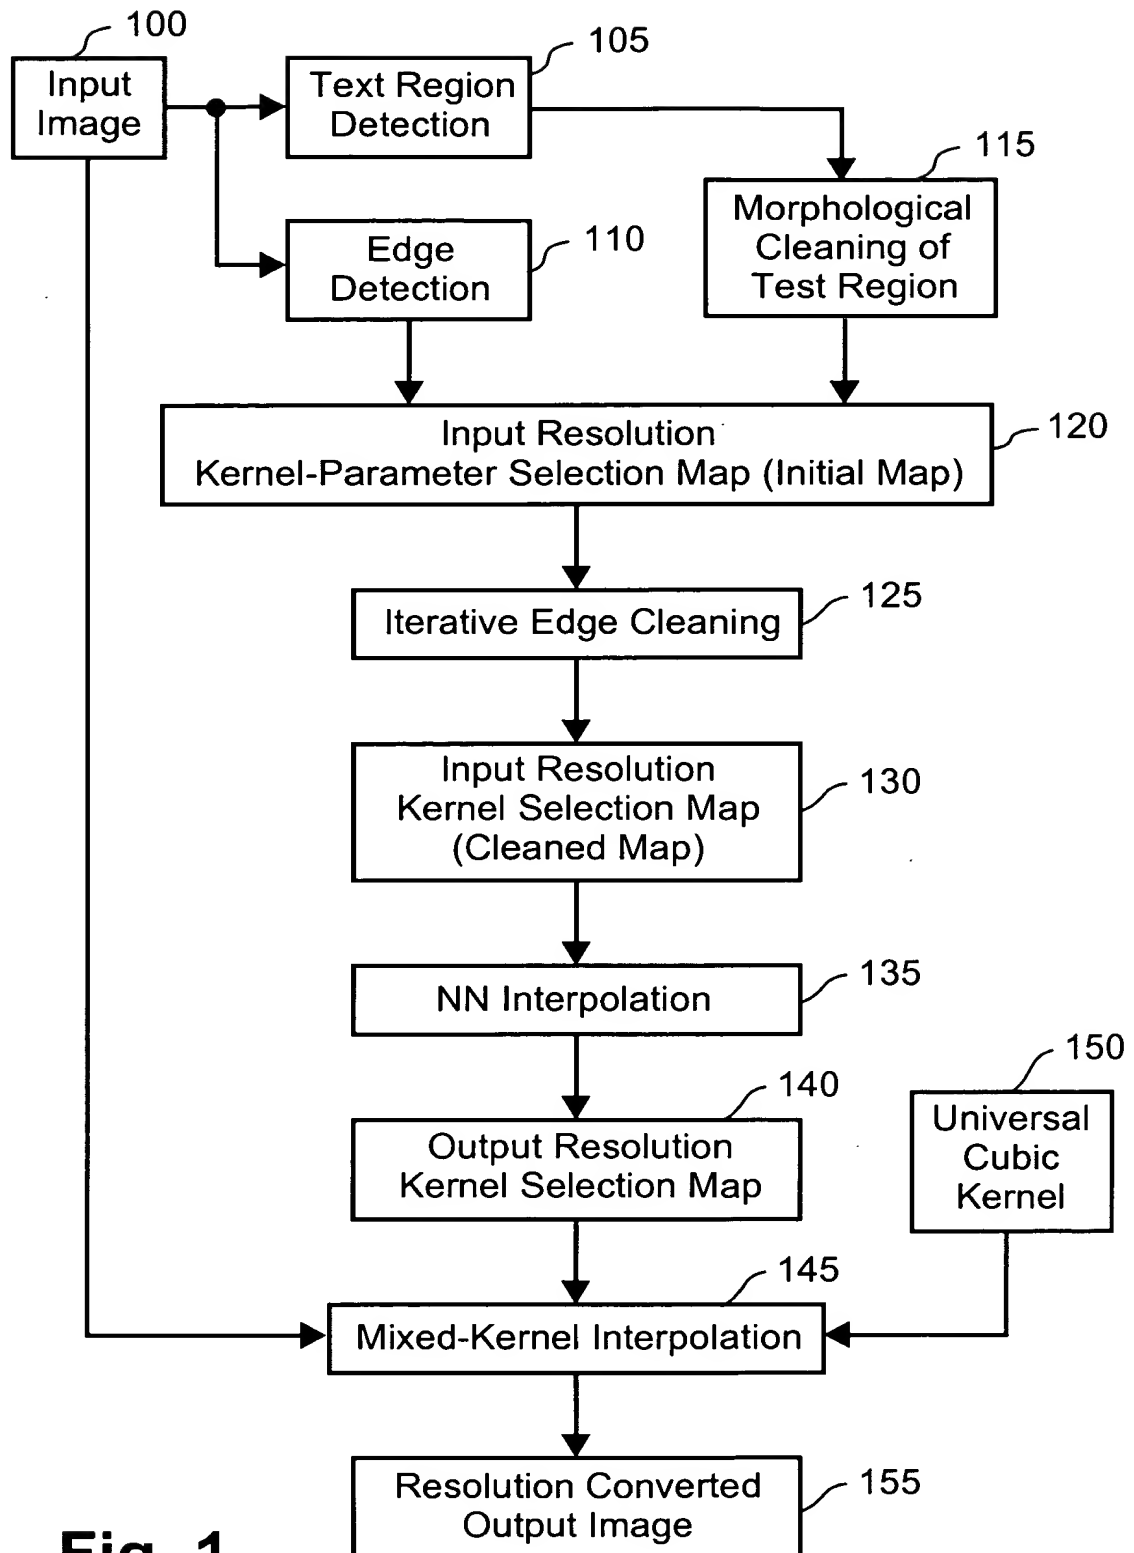 100
Input
Image
105
Text Region
Detection
110
Edge
Detection
115
Morphological
Cleaning of
Test Region
120
Input Resolution
Kernel-Parameter Selection Map (Initial Map)
125
Iterative Edge Cleaning
130
Input Resolution
Kernel Selection Map
(Cleaned Map)
135
NN Interpolation
140
Output Resolution
Kernel Selection Map
150
Universal
Cubic
Kernel
145
Mixed-Kernel Interpolation
155
Resolution Converted
Output Image
Fig. 1